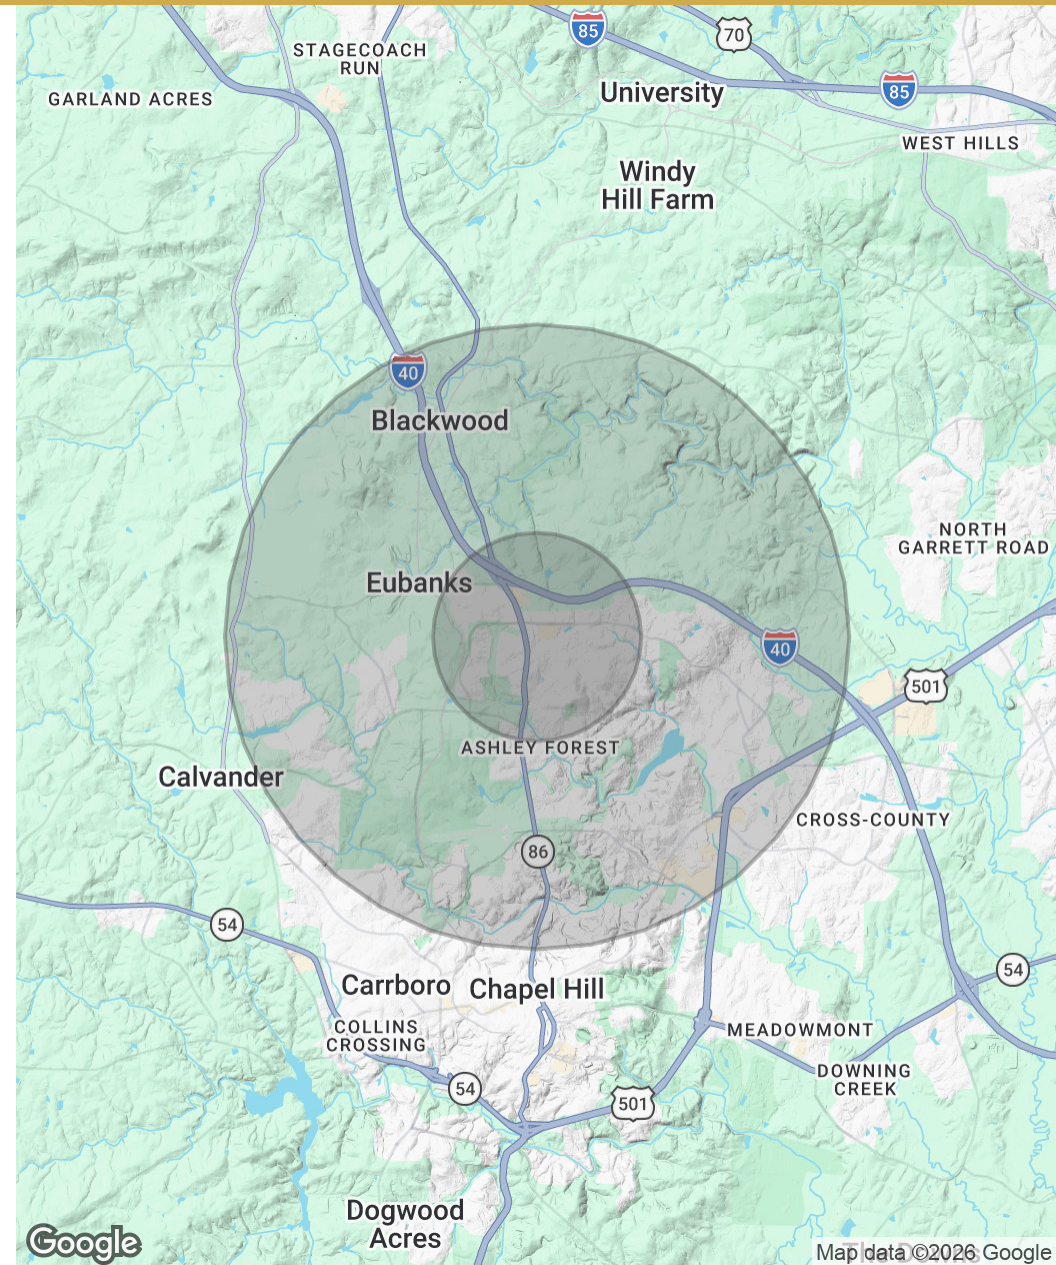 85
70
STAGECOACH
RUN
GARLAND ACRES
University
85
WEST HILLS
Windy
Hill Farm
40
Blackwood
NORTH
GARRETT ROAD
Eubanks
40
501
ASHLEY FOREST
Calvander
CROSS-COUNTY
86
54
54
Carrboro
Chapel Hill
COLLINS
CROSSING
MEADOWMONT
DOWNING
CREEK
54
501
Dogwood
Acres
Google
The Downs
Map data ©2026 Google